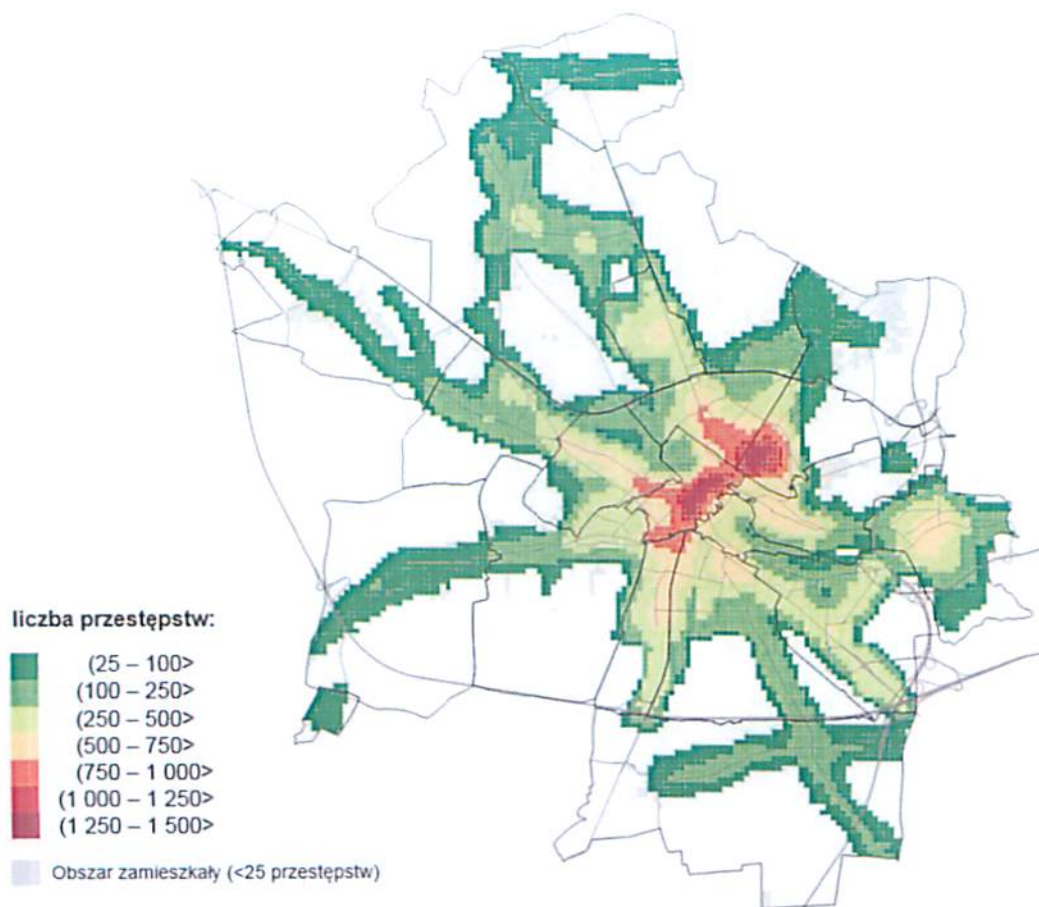 liczba przestępstw:
(25 – 100>
(100 – 250>
(250 – 500>
(500 – 750>
(750 – 1 000>
(1 000 – 1 250>
(1 250 – 1 500>
Obszar zamieszkały (<25 przestępstw)